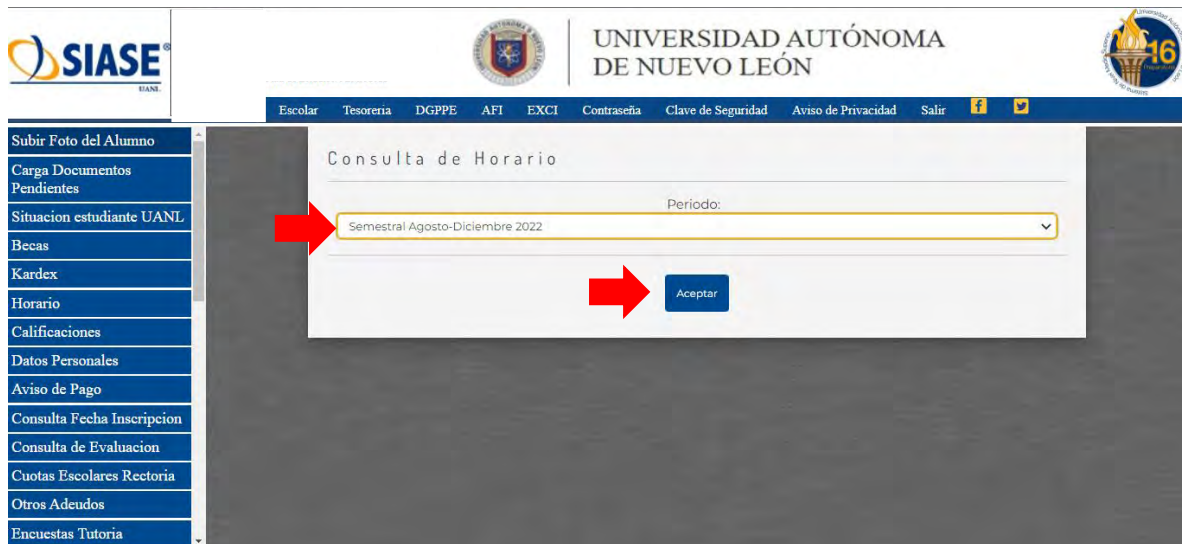 SIASE®
UANL
UNIVERSIDAD AUTÓNOMA
DE NUEVO LEÓN
16
Escolar Tesoreria DGPPE AFI EXCI Contraseña Clave de Seguridad Aviso de Privacidad Salir
Subir Foto del Alumno
Carga Documentos
Pendientes
Situacion estudiante UANL
Becas
Kardex
Horario
Calificaciones
Datos Personales
Aviso de Pago
Consulta Fecha Inscripcion
Consulta de Evaluacion
Cuotas Escolares Rectoria
Otros Adeudos
Encuestas Tutoria
Consulta de Horario
Periodo:
Semestral Agosto-Diciembre 2022
Aceptar